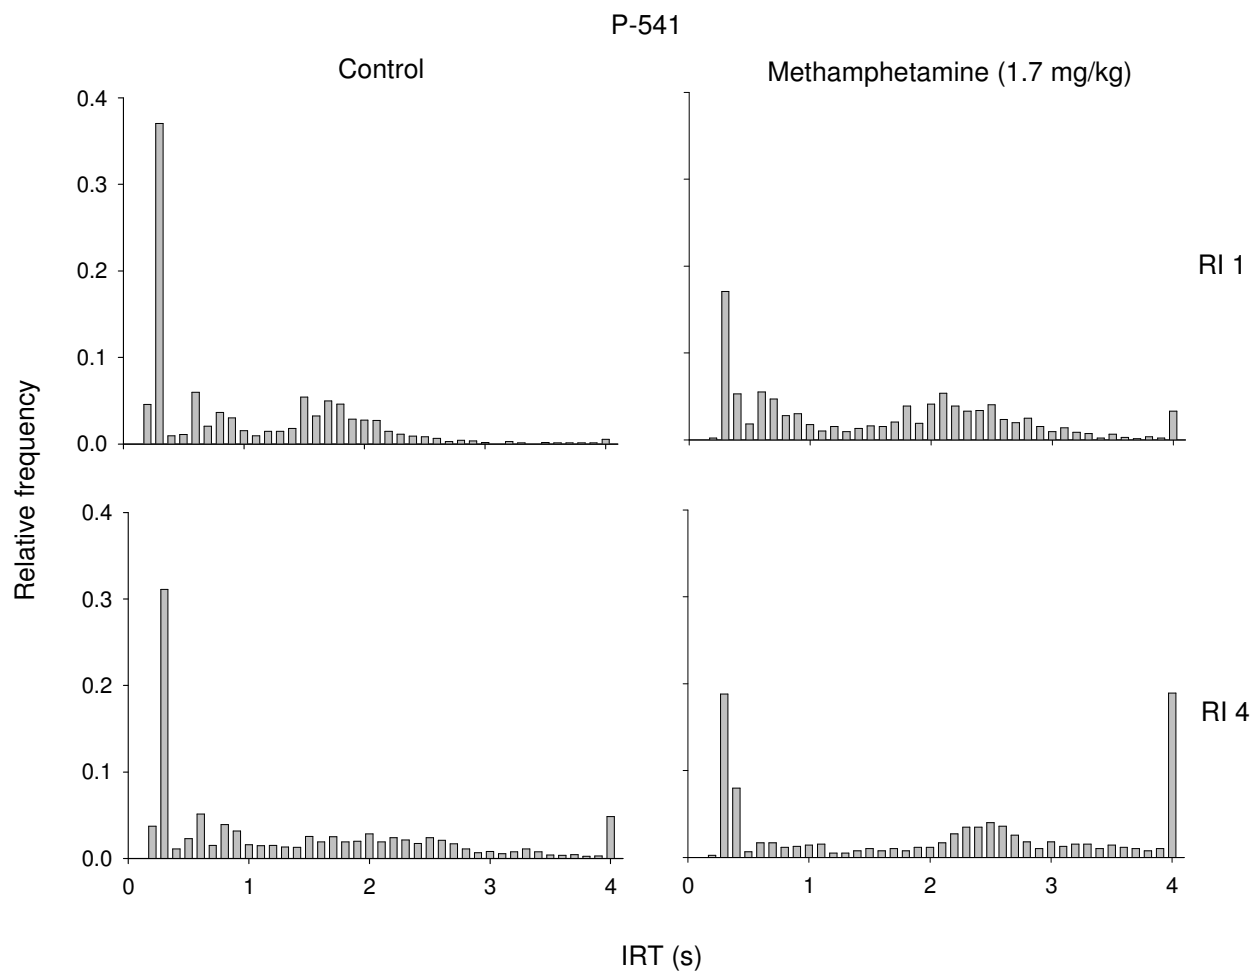 P-541
Control
Methamphetamine (1.7 mg/kg)
0.4
0.3
0.2
0.1
0.0
RI 1
Relative frequency
0.4
0.3
0.2
0.1
0.0
RI 4
0 1 2 3 4
0 1 2 3 4
IRT (s)